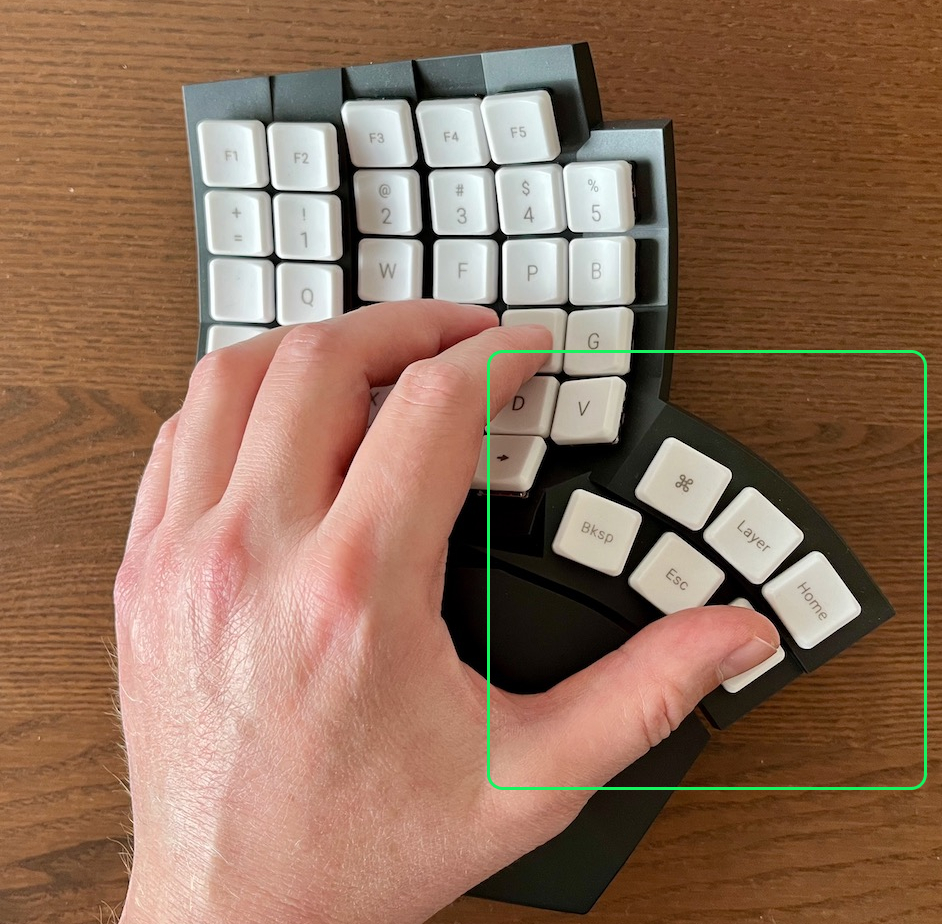 F1 F2 F3 F4 F5
+ = ! 1 @ 2 # 3 $ 4 % 5
Q W F P B
G
D V
⌘
Bksp Layer
Esc Home